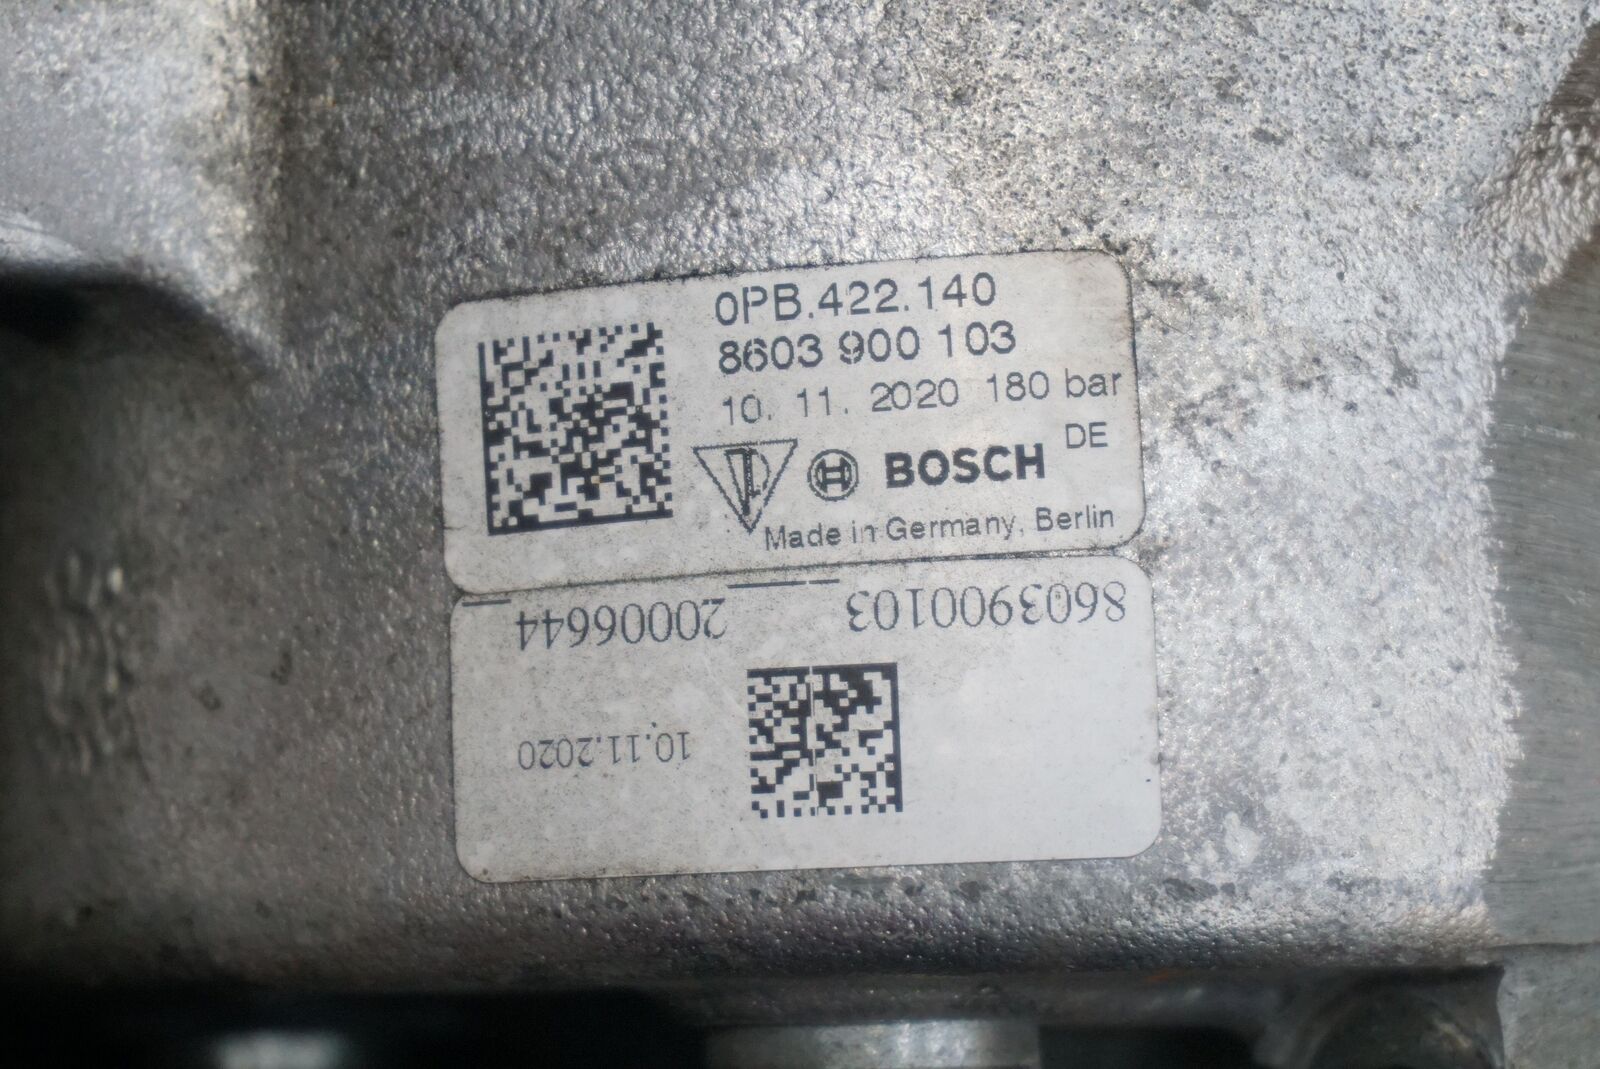 0PB.422.140
8603 900 103
10. 11. 2020 180 bar
BOSCH DE
Made in Germany, Berlin
8603900103 20006644
10.11.2020